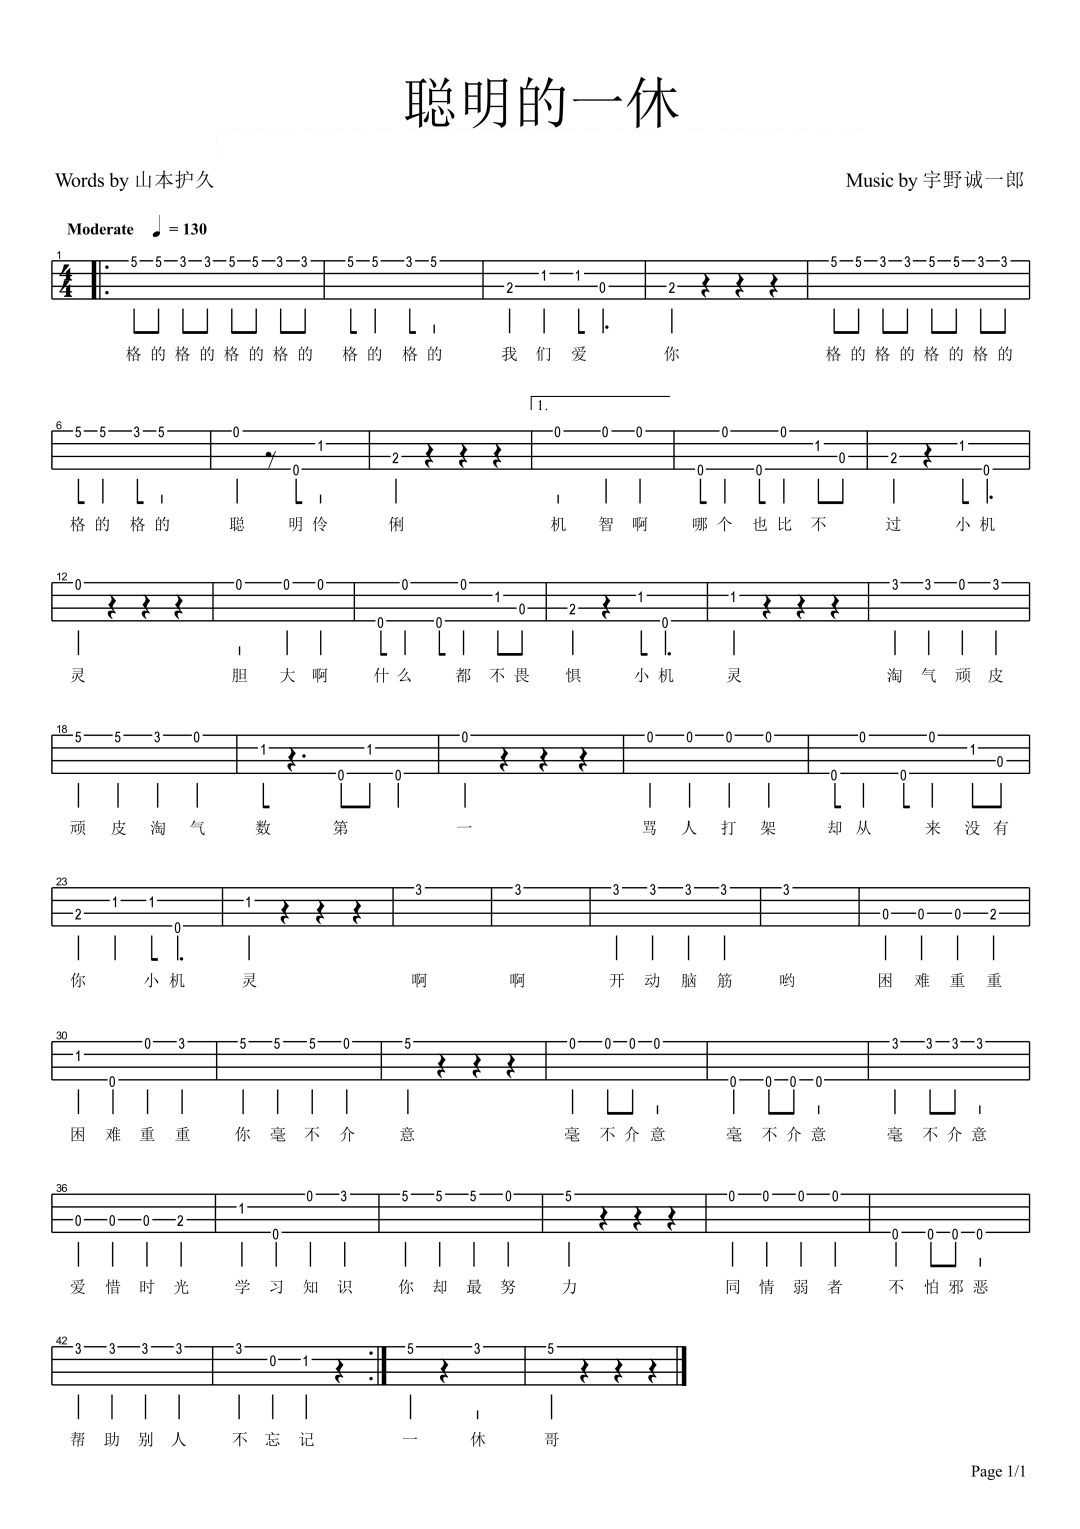 聪明的一休
Words by 山本护久
Music by 宇野诚一郎
Moderate ♩ = 130
1
4
4
5 5 3 3 5 5 3 3 5 5 3 5 2 1 1 0 2 5 5 3 3 5 5 3 3
格 的 格 的 格 的 格 的 格 的 格 的 我 们 爱 你 格 的 格 的 格 的 格 的
1.
6
5 5 3 5 0 0 1 2 0 0 0 0 0 0 0 1 0 2 1 0
格 的 格 的 聪 明 伶 俐 机 智 啊 哪 个 也 比 不 过 小 机
12
0 0 0 0 0 0 0 0 1 0 2 1 0 1 3 3 0 3
灵 胆 大 啊 什 么 都 不 畏 惧 小 机 灵 淘 气 顽 皮
18
5 5 3 0 1 0 1 0 0 0 0 0 0 0 0 0 0 1 0
顽 皮 淘 气 数 第 一 骂 人 打 架 却 从 来 没 有
23
2 1 1 0 1 3 3 3 3 3 3 3 0 0 0 2
你 小 机 灵 啊 啊 开 动 脑 筋 哟 困 难 重 重
30
1 0 0 3 5 5 5 0 5 0 0 0 0 0 0 0 0 3 3 3 3
困 难 重 重 你 毫 不 介 意 毫 不 介 意 毫 不 介 意 毫 不 介 意
36
0 0 0 2 1 0 0 3 5 5 5 0 5 0 0 0 0 0 0 0 0
爱 惜 时 光 学 习 知 识 你 却 最 努 力 同 情 弱 者 不 怕 邪 恶
42
3 3 3 3 3 0 1 5 3 5
帮 助 别 人 不 忘 记 一 休 哥
Page 1/1